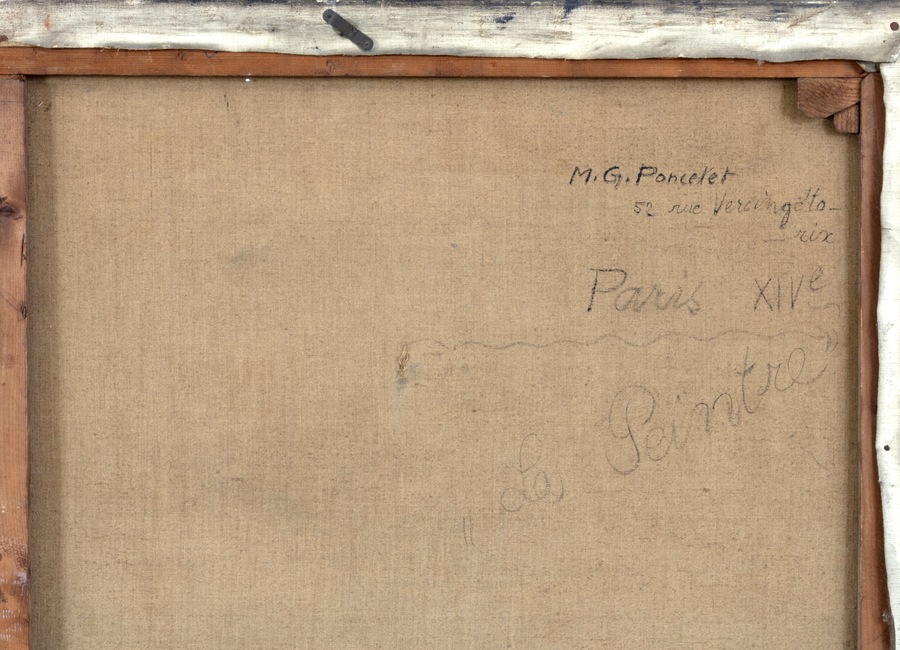 M. G. Poncelet
52 rue Vercingéto-
-rix
Paris XIVe
"Le Peintre"